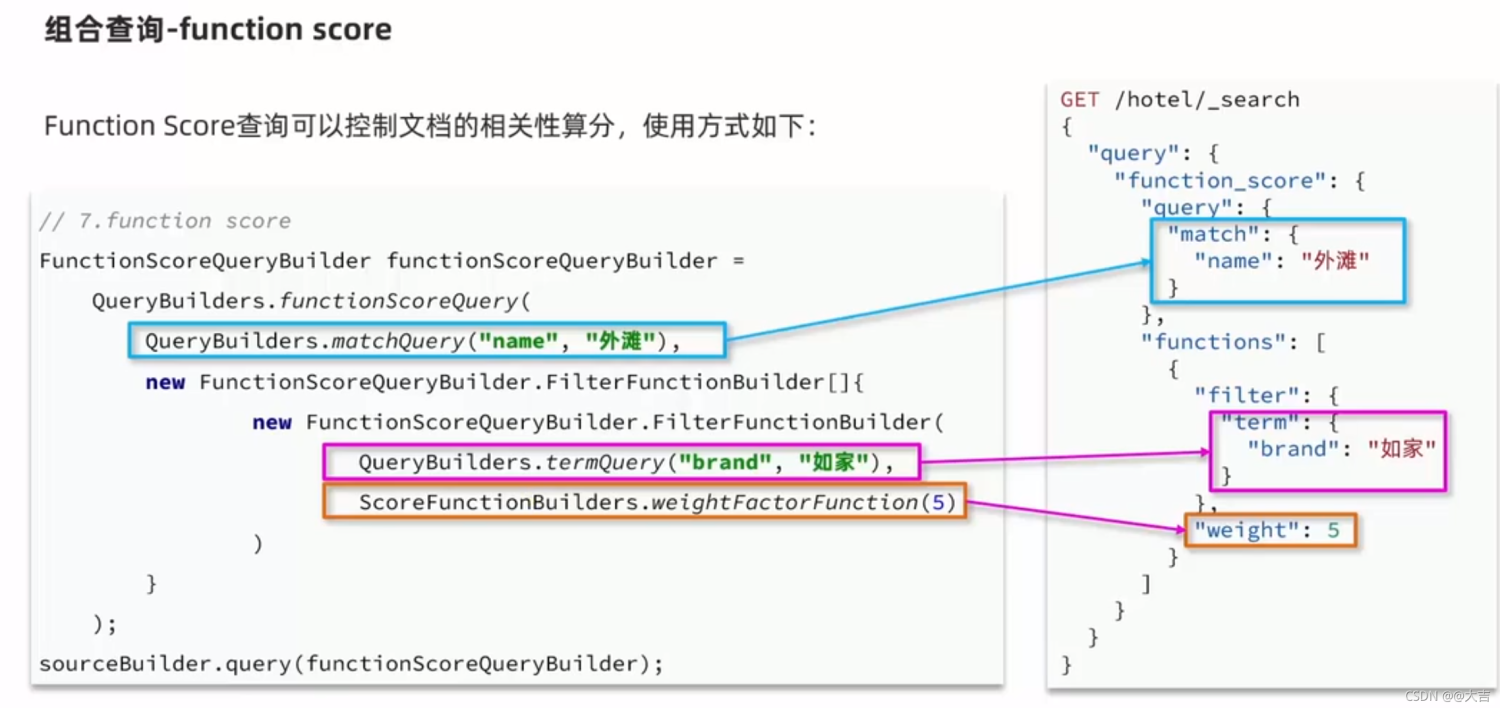 组合查询-function score
Function Score查询可以控制文档的相关性算分，使用方式如下：
// 7.function score
FunctionScoreQueryBuilder functionScoreQueryBuilder =
    QueryBuilders.functionScoreQuery(
        QueryBuilders.matchQuery("name", "外滩"),
        new FunctionScoreQueryBuilder.FilterFunctionBuilder[]{
                new FunctionScoreQueryBuilder.FilterFunctionBuilder(
                        QueryBuilders.termQuery("brand", "如家"),
                        ScoreFunctionBuilders.weightFactorFunction(5)
                )
        }
    );
sourceBuilder.query(functionScoreQueryBuilder);
GET /hotel/_search
{
  "query": {
    "function_score": {
      "query": {
        "match": {
          "name": "外滩"
        }
      },
      "functions": [
        {
          "filter": {
            "term": {
              "brand": "如家"
            }
          },
          "weight": 5
        }
      ]
    }
  }
}
CSDN @@大吉